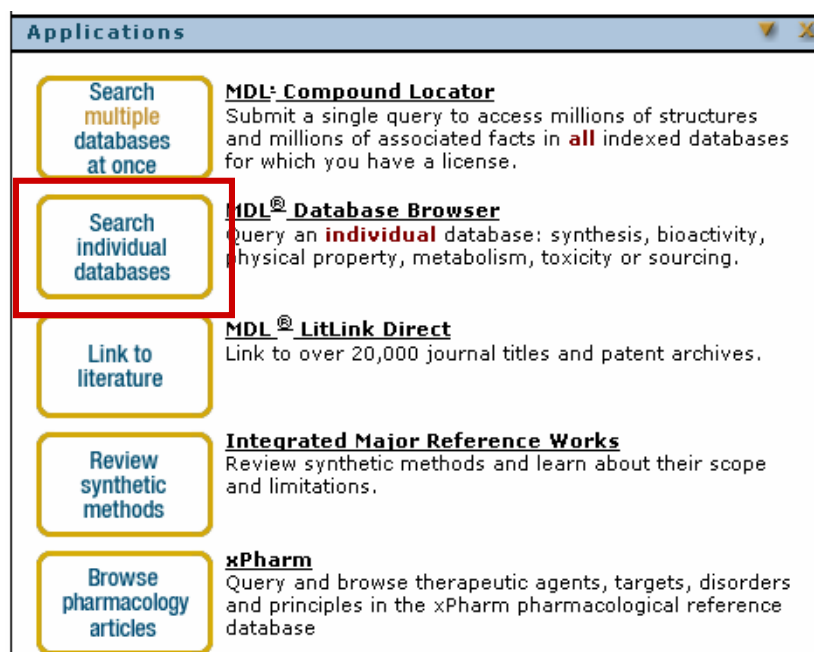 Applications
Search
multiple
databases
at once
MDL® Compound Locator
Submit a single query to access millions of structures
and millions of associated facts in all indexed databases
for which you have a license.
Search
individual
databases
MDL® Database Browser
Query an individual database: synthesis, bioactivity,
physical property, metabolism, toxicity or sourcing.
Link to
literature
MDL ® LitLink Direct
Link to over 20,000 journal titles and patent archives.
Review
synthetic
methods
Integrated Major Reference Works
Review synthetic methods and learn about their scope
and limitations.
Browse
pharmacology
articles
xPharm
Query and browse therapeutic agents, targets, disorders
and principles in the xPharm pharmacological reference
database